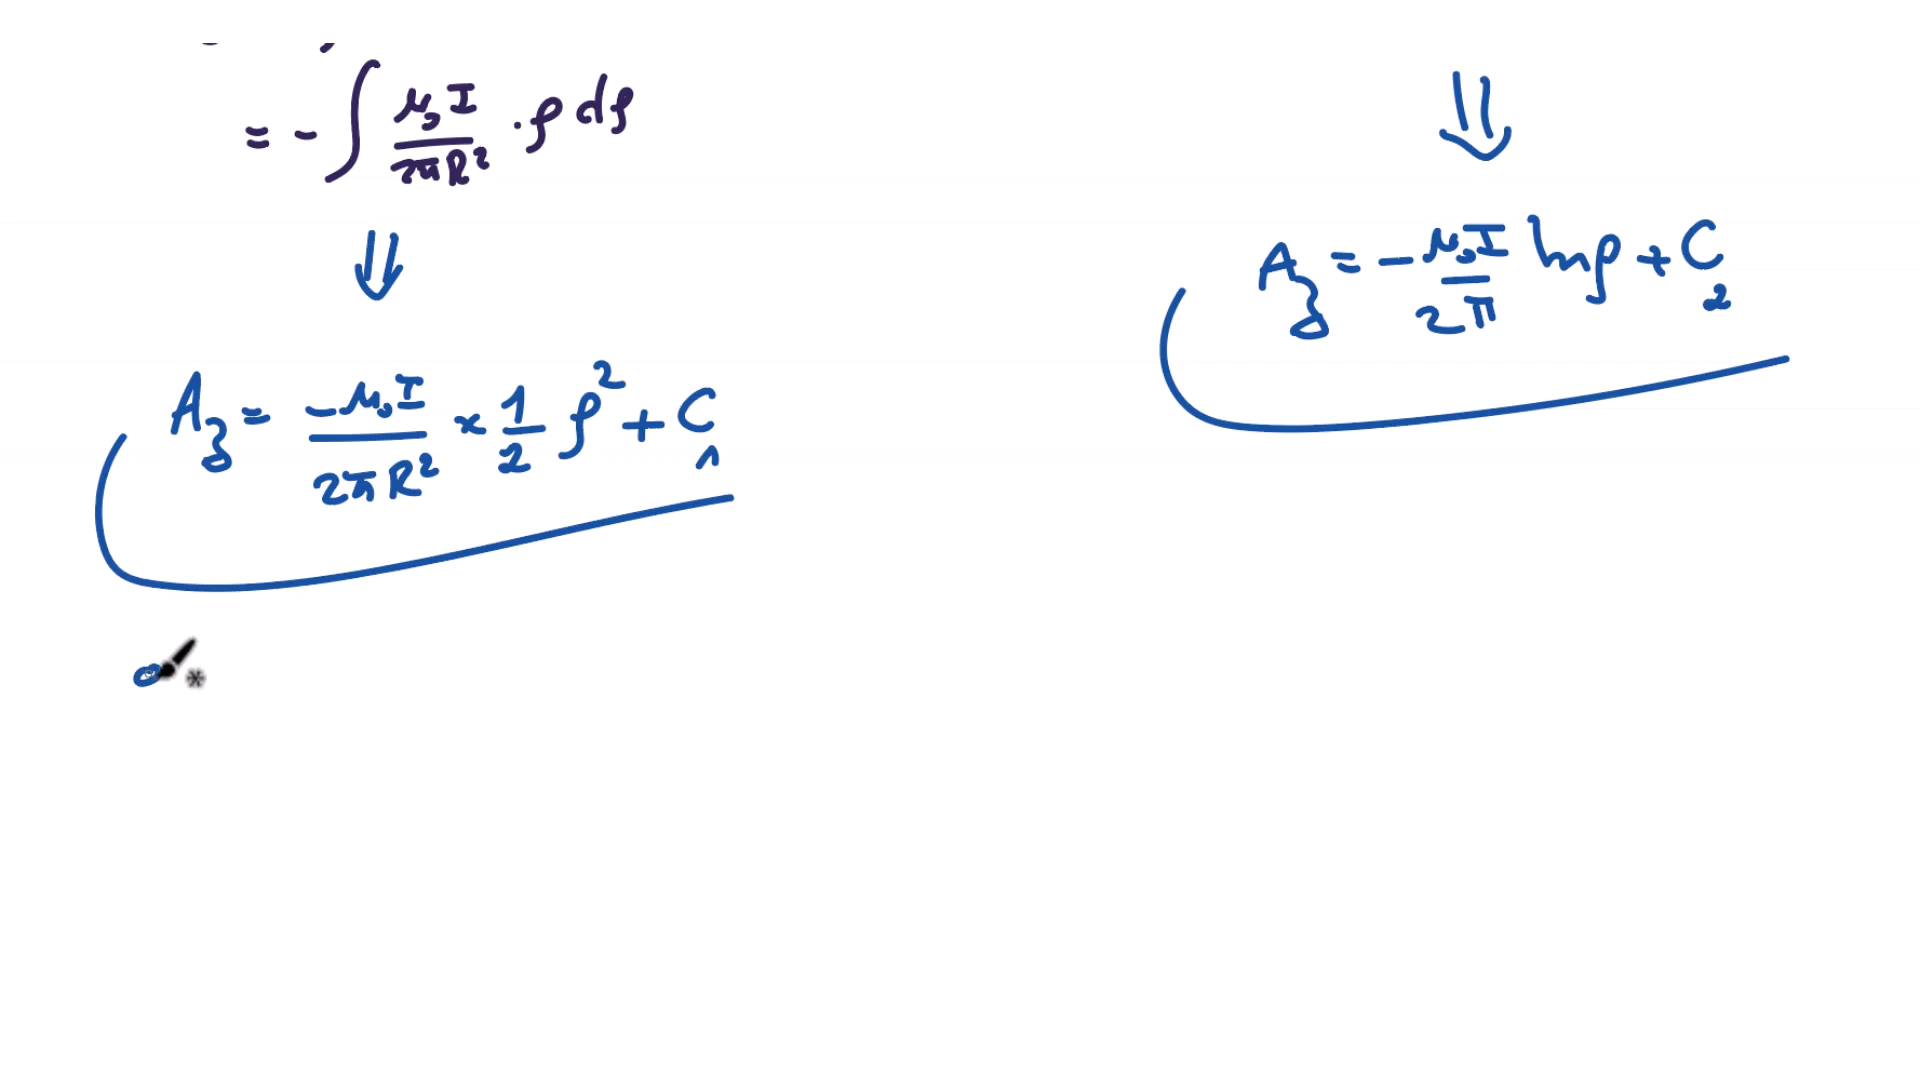 = - ∫ μ₀I / 2πR² · ρ dρ
⇓
A_z = -μ₀I / 2πR² × 1/2 ρ² + C₁
⇓
A_z = - μ₀I / 2π lnρ + C₂